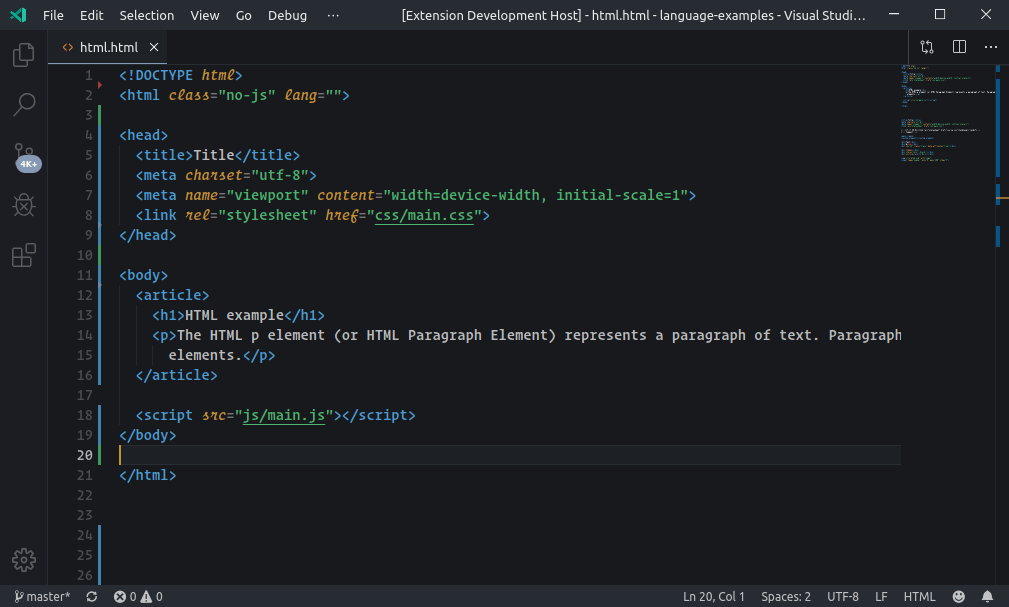 File Edit Selection View Go Debug ··· [Extension Development Host] - html.html - language-examples - Visual Studi...
<> html.html ×
4K+
1 <!DOCTYPE html>
2 <html class="no-js" lang="">
3
4 <head>
5   <title>Title</title>
6   <meta charset="utf-8">
7   <meta name="viewport" content="width=device-width, initial-scale=1">
8   <link rel="stylesheet" href="css/main.css">
9 </head>
10
11 <body>
12   <article>
13     <h1>HTML example</h1>
14     <p>The HTML p element (or HTML Paragraph Element) represents a paragraph of text. Paragraph
15       elements.</p>
16   </article>
17
18   <script src="js/main.js"></script>
19 </body>
20
21 </html>
22
23
24
25
26
master* 0 0 Ln 20, Col 1 Spaces: 2 UTF-8 LF HTML